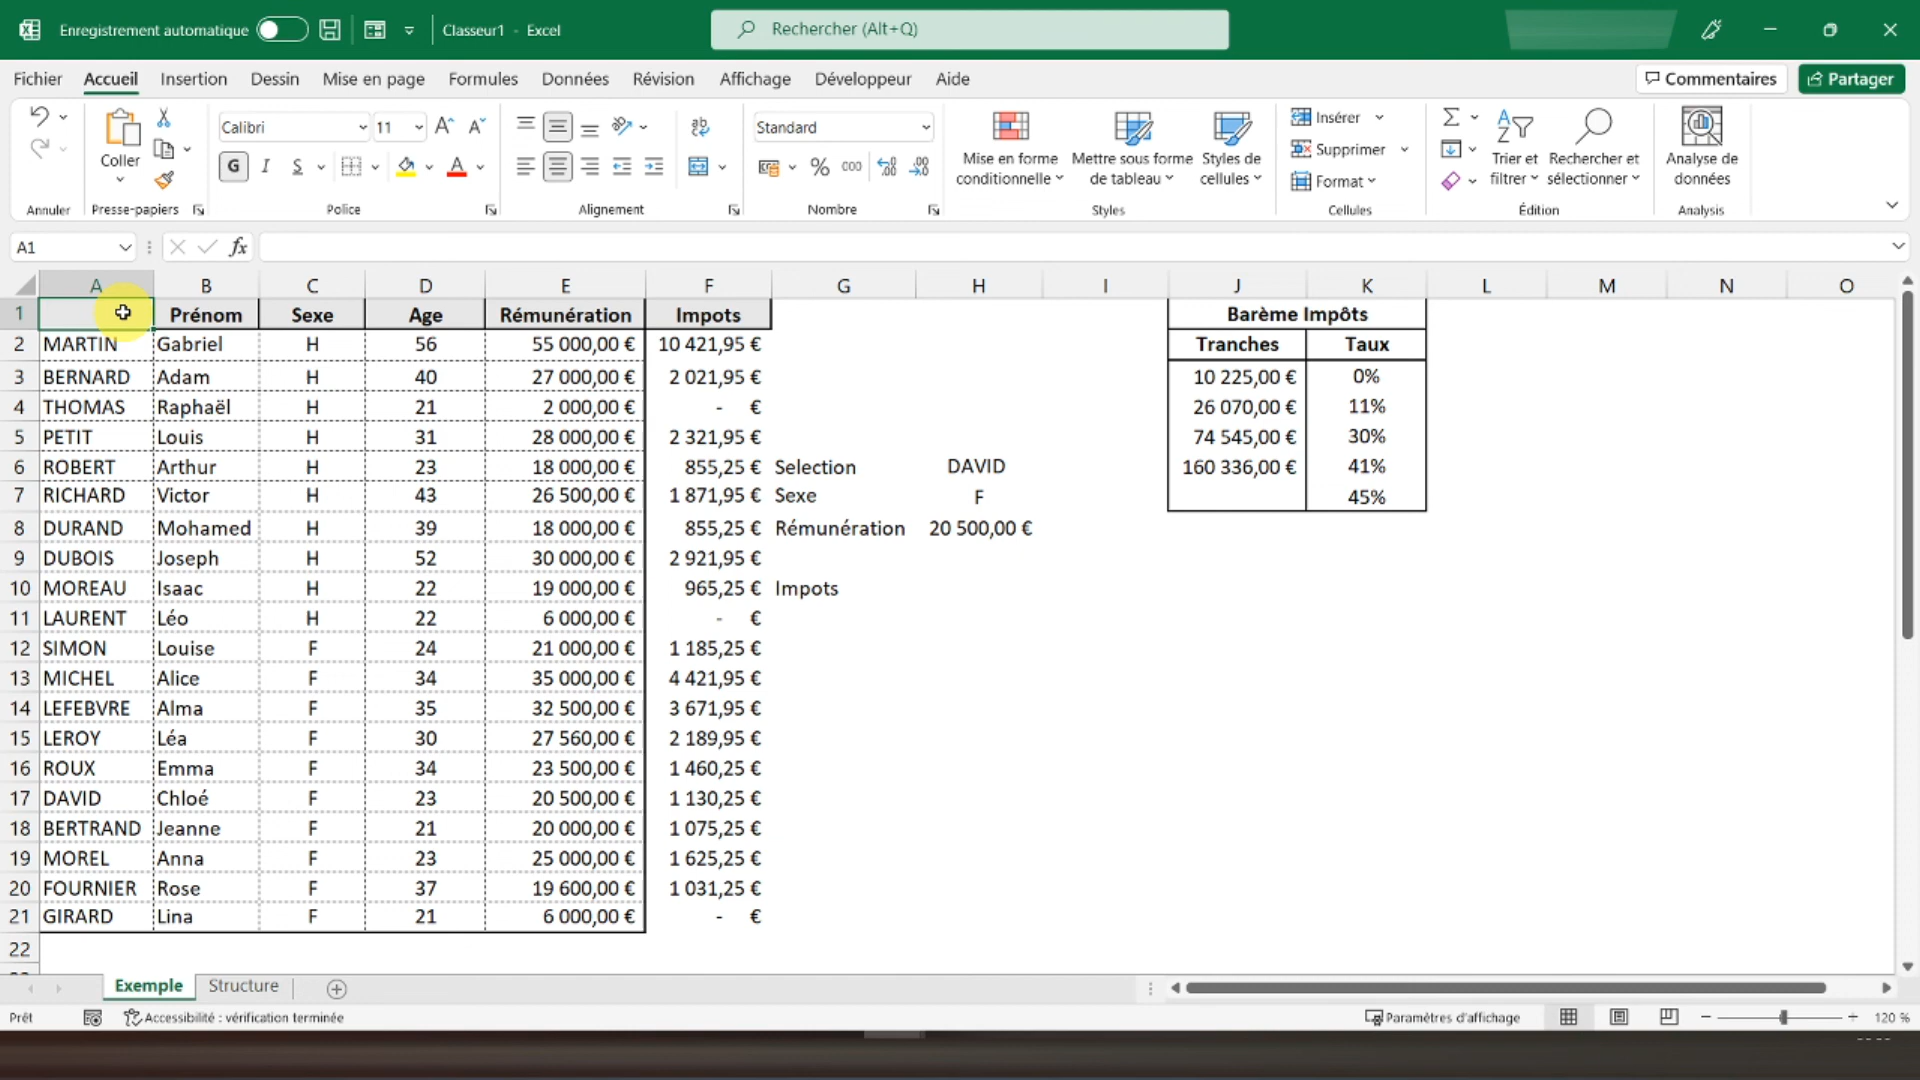 Enregistrement automatique Classeur1 - Excel Rechercher (Alt+Q)
Fichier Accueil Insertion Dessin Mise en page Formules Données Révision Affichage Développeur Aide Commentaires Partager
Calibri 11 Standard Insérer
Coller G I S % 000 Mise en forme conditionnelle Mettre sous forme de tableau Styles de cellules Supprimer Trier et filtrer Rechercher et sélectionner Analyse de données
Format
Annuler Presse-papiers Police Alignement Nombre Styles Cellules Édition Analysis
A1 fx
A B C D E F G H I J K L M N O
1 Prénom Sexe Age Rémunération Impots Barème Impôts
2 MARTIN Gabriel H 56 55 000,00 € 10 421,95 € Tranches Taux
3 BERNARD Adam H 40 27 000,00 € 2 021,95 € 10 225,00 € 0%
4 THOMAS Raphaël H 21 2 000,00 € - € 26 070,00 € 11%
5 PETIT Louis H 31 28 000,00 € 2 321,95 € 74 545,00 € 30%
6 ROBERT Arthur H 23 18 000,00 € 855,25 € Selection DAVID 160 336,00 € 41%
7 RICHARD Victor H 43 26 500,00 € 1 871,95 € Sexe F 45%
8 DURAND Mohamed H 39 18 000,00 € 855,25 € Rémunération 20 500,00 €
9 DUBOIS Joseph H 52 30 000,00 € 2 921,95 €
10 MOREAU Isaac H 22 19 000,00 € 965,25 € Impots
11 LAURENT Léo H 22 6 000,00 € - €
12 SIMON Louise F 24 21 000,00 € 1 185,25 €
13 MICHEL Alice F 34 35 000,00 € 4 421,95 €
14 LEFEBVRE Alma F 35 32 500,00 € 3 671,95 €
15 LEROY Léa F 30 27 560,00 € 2 189,95 €
16 ROUX Emma F 34 23 500,00 € 1 460,25 €
17 DAVID Chloé F 23 20 500,00 € 1 130,25 €
18 BERTRAND Jeanne F 21 20 000,00 € 1 075,25 €
19 MOREL Anna F 23 25 000,00 € 1 625,25 €
20 FOURNIER Rose F 37 19 600,00 € 1 031,25 €
21 GIRARD Lina F 21 6 000,00 € - €
22
Exemple Structure
Prêt Accessibilité : vérification terminée Paramètres d'affichage 120 %